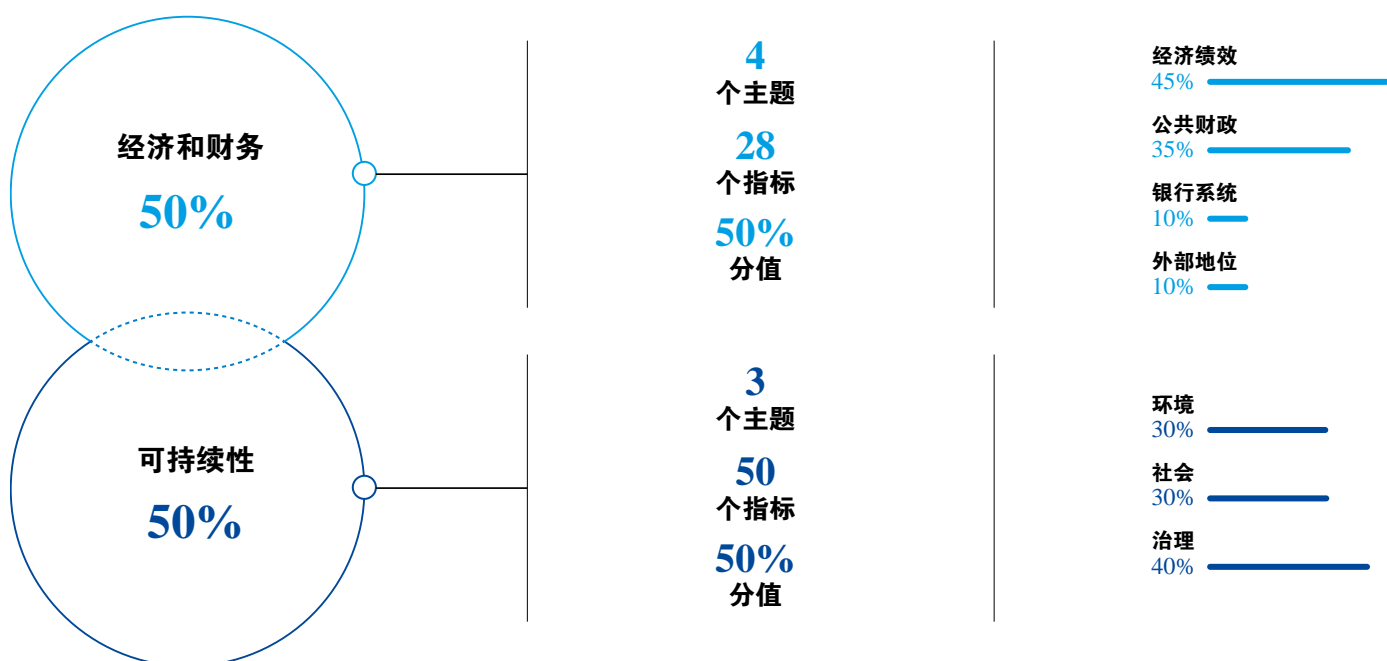 经济和财务
50%
4
个主题
28
个指标
50%
分值
经济绩效
45%
公共财政
35%
银行系统
10%
外部地位
10%
可持续性
50%
3
个主题
50
个指标
50%
分值
环境
30%
社会
30%
治理
40%